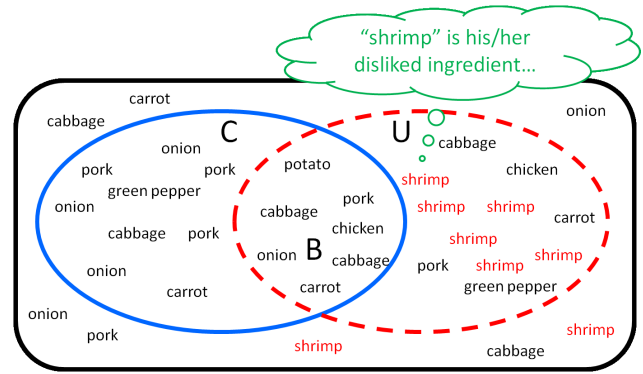 “shrimp” is his/her
disliked ingredient...
carrot
onion
cabbage
C
U
onion
cabbage
potato
pork
pork
chicken
shrimp
green pepper
pork
onion
shrimp
shrimp
cabbage
carrot
chicken
cabbage
pork
shrimp
B
onion
shrimp
cabbage
pork
shrimp
onion
carrot
carrot
green pepper
onion
pork
shrimp
shrimp
cabbage